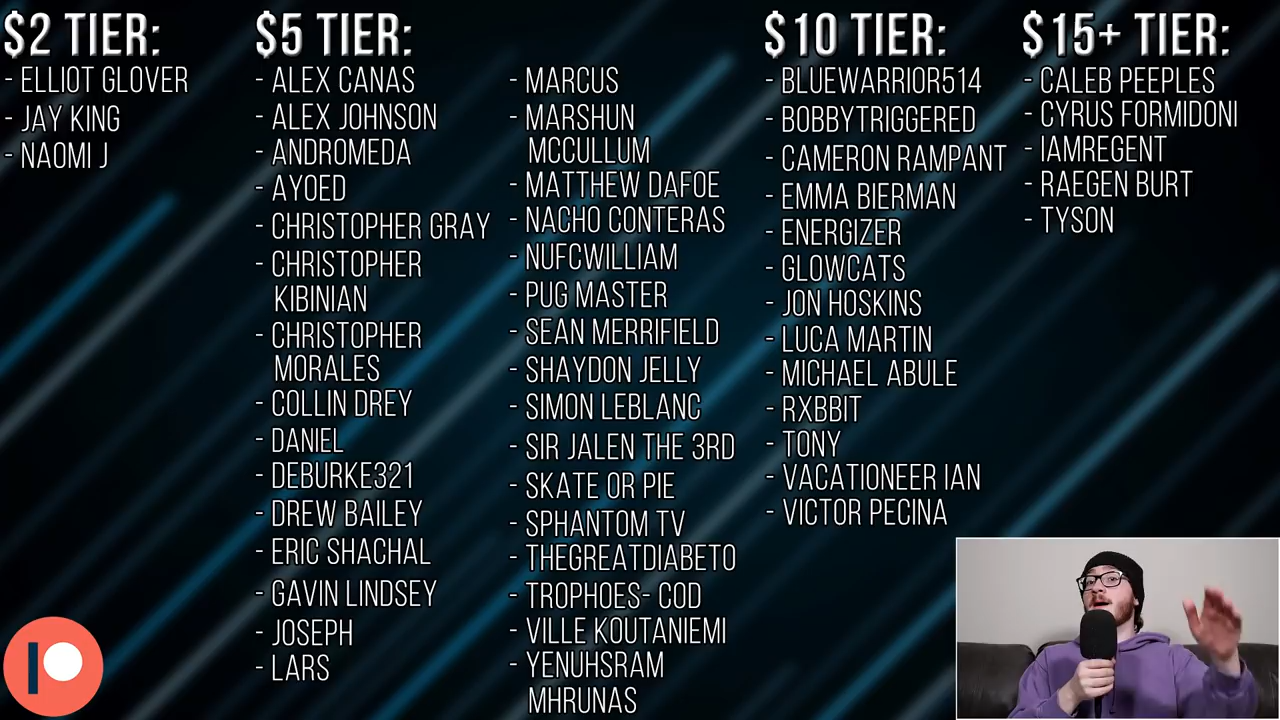 $2 TIER:
- ELLIOT GLOVER
- JAY KING
- NAOMI J
$5 TIER:
- ALEX CANAS
- ALEX JOHNSON
- ANDROMEDA
- AYOED
- CHRISTOPHER GRAY
- CHRISTOPHER
KIBINIAN
- CHRISTOPHER
MORALES
- COLLIN DREY
- DANIEL
- DEBURKE321
- DREW BAILEY
- ERIC SHACHAL
- GAVIN LINDSEY
- JOSEPH
- LARS
- MARCUS
- MARSHUN
MCCULLUM
- MATTHEW DAFOE
- NACHO CONTERAS
- NUFCWILLIAM
- PUG MASTER
- SEAN MERRIFIELD
- SHAYDON JELLY
- SIMON LEBLANC
- SIR JALEN THE 3RD
- SKATE OR PIE
- SPHANTOM TV
- THEGREATDIABETO
- TROPHOES- COD
- VILLE KOUTANIEMI
- YENUHSRAM
MHRUNAS
$10 TIER:
- BLUEWARRIOR514
- BOBBYTRIGGERED
- CAMERON RAMPANT
- EMMA BIERMAN
- ENERGIZER
- GLOWCATS
- JON HOSKINS
- LUCA MARTIN
- MICHAEL ABULE
- RXBBIT
- TONY
- VACATIONEER IAN
- VICTOR PECINA
$15+ TIER:
- CALEB PEEPLES
- CYRUS FORMIDONI
- IAMREGENT
- RAEGEN BURT
- TYSON